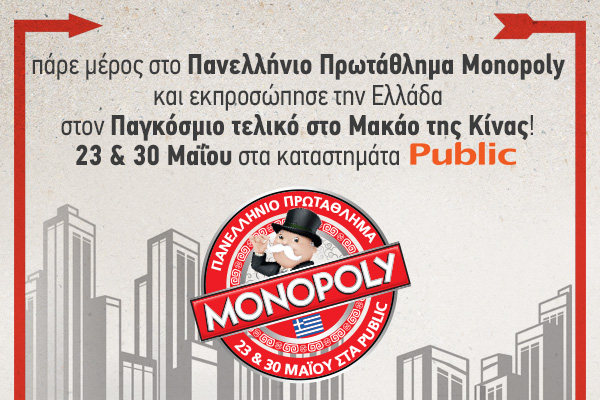 πάρε μέρος στο Πανελλήνιο Πρωτάθλημα Monopoly
και εκπροσώπησε την Ελλάδα
στον Παγκόσμιο τελικό στο Μακάο της Κίνας!
23 & 30 Μαΐου στα καταστημάτα Public
ΠΑΝΕΛΛΗΝΙΟ ΠΡΩΤΑΘΛΗΜΑ
MONOPOLY
23 & 30 ΜΑΪΟΥ ΣΤΑ PUBLIC